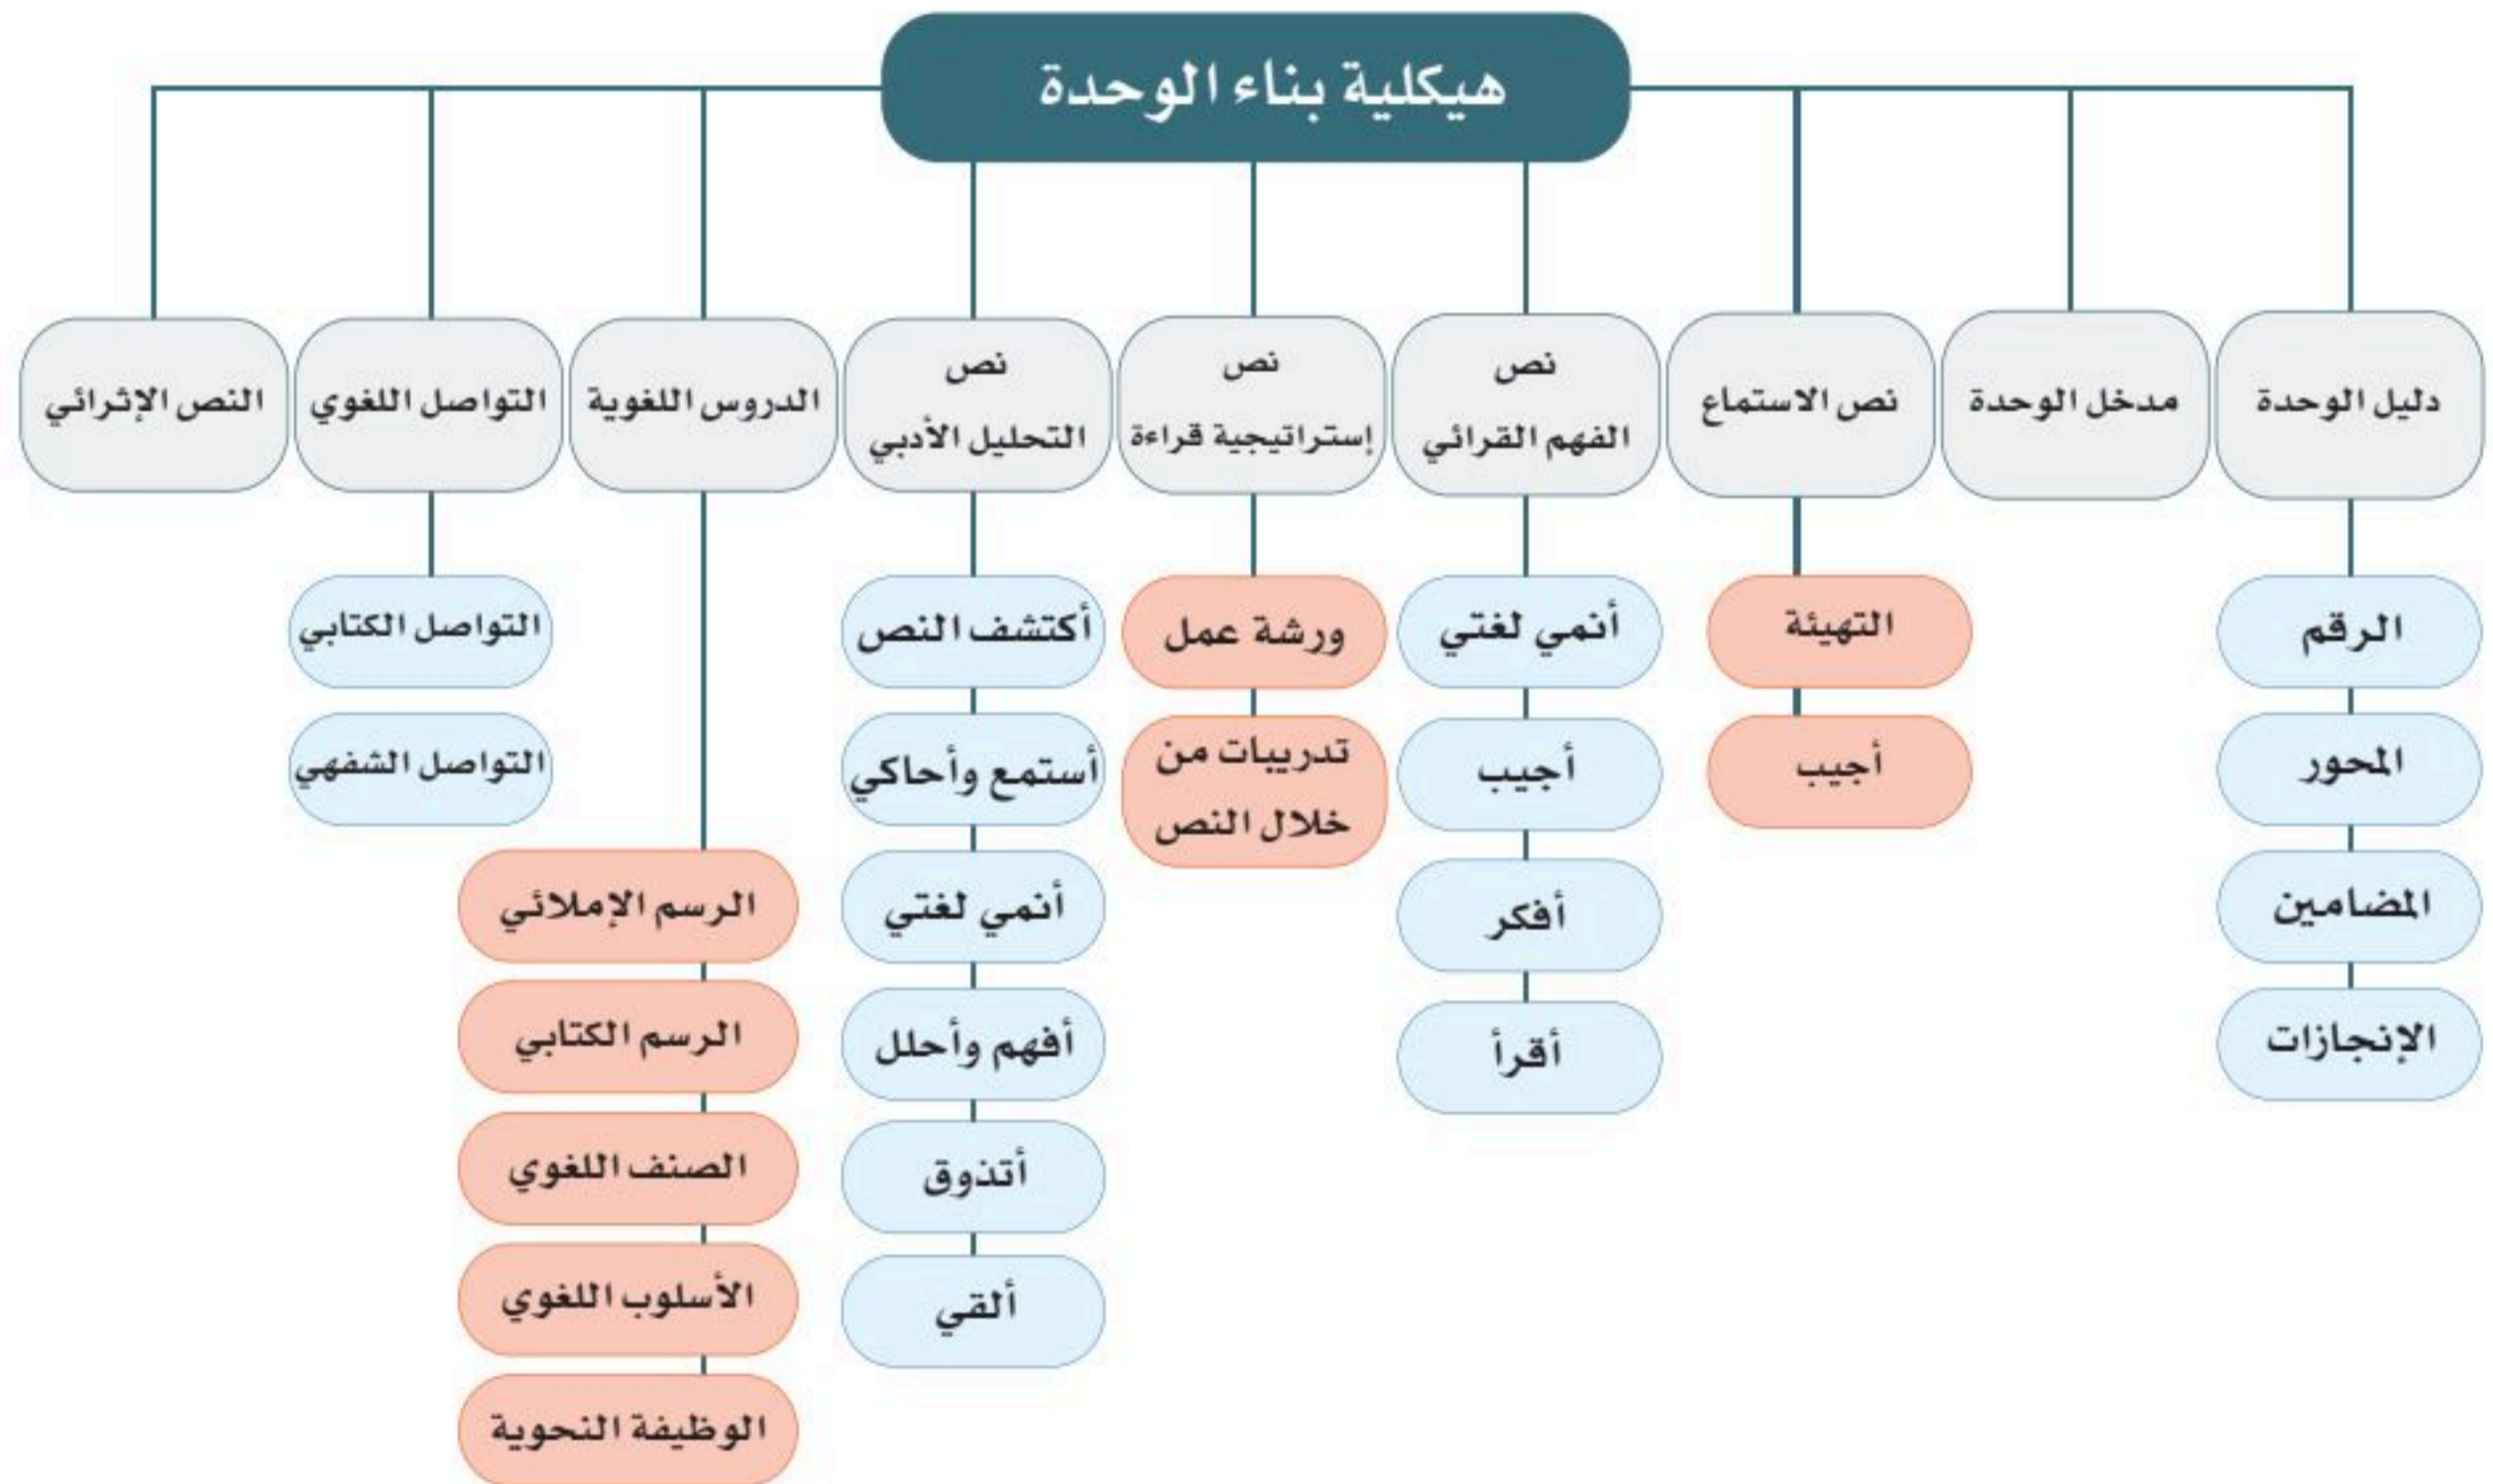 هيكلية بناء الوحدة
دليل الوحدة
مدخل الوحدة
نص الاستماع
نص
الفهم القرائي
نص
إستراتيجية قراءة
نص
التحليل الأدبي
الدروس اللغوية
التواصل اللغوي
النص الإثرائي
الرقم
المحور
المضامين
الإنجازات
التهيئة
أجيب
أنمي لغتي
أجيب
أفكر
أقرأ
ورشة عمل
تدريبات من
خلال النص
أكتشف النص
أستمع وأحاكي
أنمي لغتي
أفهم وأحلل
أتذوق
ألقي
الرسم الإملائي
الرسم الكتابي
الصنف اللغوي
الأسلوب اللغوي
الوظيفة النحوية
التواصل الكتابي
التواصل الشفهي